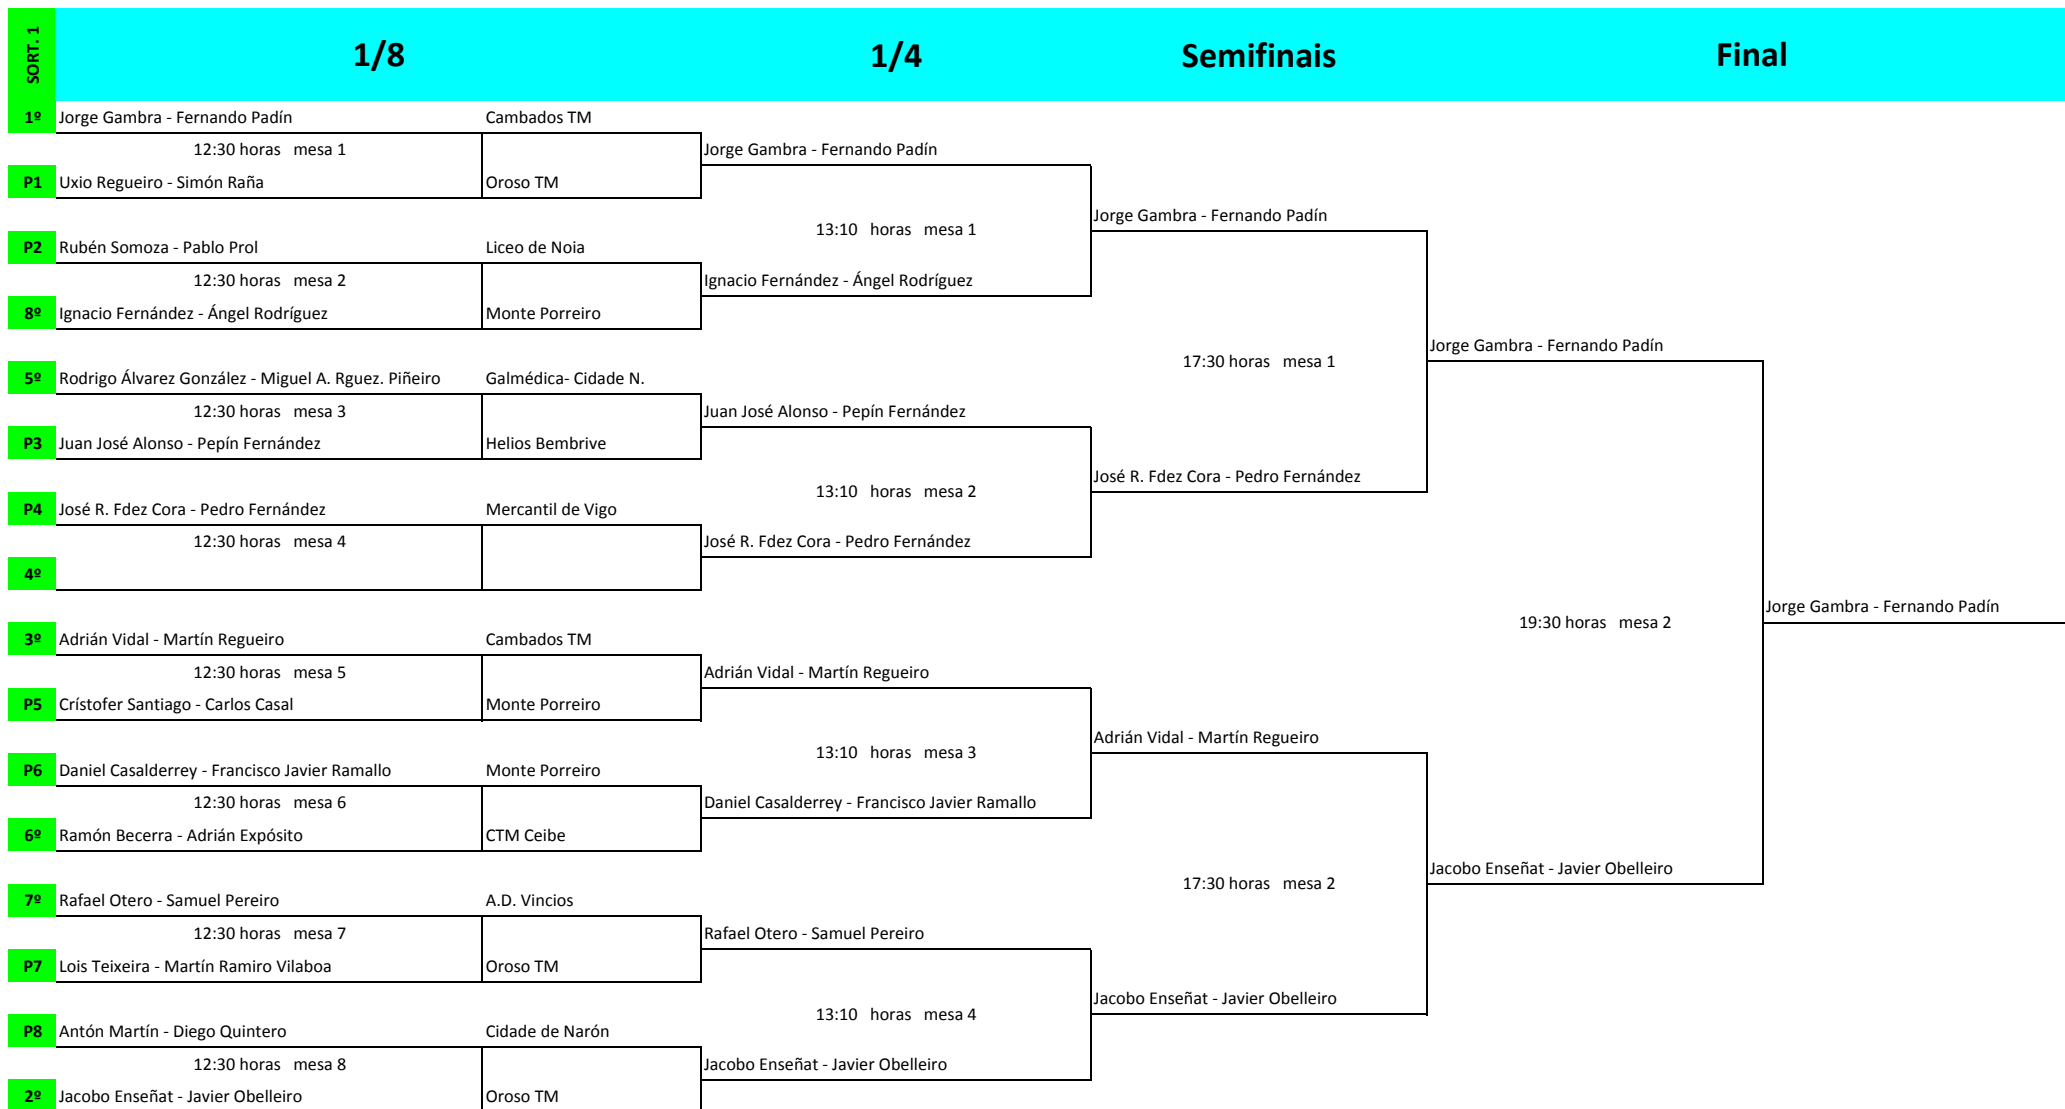 SORT. 1 1/8 1/4 Semifinais Final
1º Jorge Gambra - Fernando Padín Cambados TM
12:30 horas mesa 1 Jorge Gambra - Fernando Padín
P1 Uxio Regueiro - Simón Raña Oroso TM
Jorge Gambra - Fernando Padín
13:10 horas mesa 1
P2 Rubén Somoza - Pablo Prol Liceo de Noia
12:30 horas mesa 2 Ignacio Fernández - Ángel Rodríguez
8º Ignacio Fernández - Ángel Rodríguez Monte Porreiro
Jorge Gambra - Fernando Padín
17:30 horas mesa 1
5º Rodrigo Álvarez González - Miguel A. Rguez. Piñeiro Galmédica- Cidade N.
12:30 horas mesa 3 Juan José Alonso - Pepín Fernández
P3 Juan José Alonso - Pepín Fernández Helios Bembrive
José R. Fdez Cora - Pedro Fernández
13:10 horas mesa 2
P4 José R. Fdez Cora - Pedro Fernández Mercantil de Vigo
12:30 horas mesa 4 José R. Fdez Cora - Pedro Fernández
4º
Jorge Gambra - Fernando Padín
19:30 horas mesa 2
3º Adrián Vidal - Martín Regueiro Cambados TM
12:30 horas mesa 5 Adrián Vidal - Martín Regueiro
P5 Crístofer Santiago - Carlos Casal Monte Porreiro
Adrián Vidal - Martín Regueiro
13:10 horas mesa 3
P6 Daniel Casalderrey - Francisco Javier Ramallo Monte Porreiro
12:30 horas mesa 6 Daniel Casalderrey - Francisco Javier Ramallo
6º Ramón Becerra - Adrián Expósito CTM Ceibe
Jacobo Enseñat - Javier Obelleiro
17:30 horas mesa 2
7º Rafael Otero - Samuel Pereiro A.D. Vincios
12:30 horas mesa 7 Rafael Otero - Samuel Pereiro
P7 Lois Teixeira - Martín Ramiro Vilaboa Oroso TM
Jacobo Enseñat - Javier Obelleiro
13:10 horas mesa 4
P8 Antón Martín - Diego Quintero Cidade de Narón
12:30 horas mesa 8 Jacobo Enseñat - Javier Obelleiro
2º Jacobo Enseñat - Javier Obelleiro Oroso TM